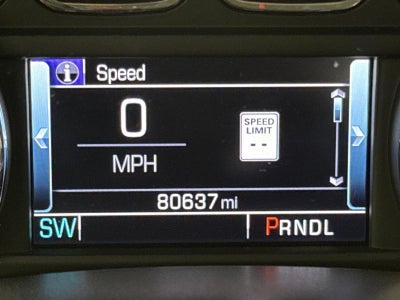 i Speed
0
MPH
SPEED
LIMIT
--
80637 mi
SW
PRNDL